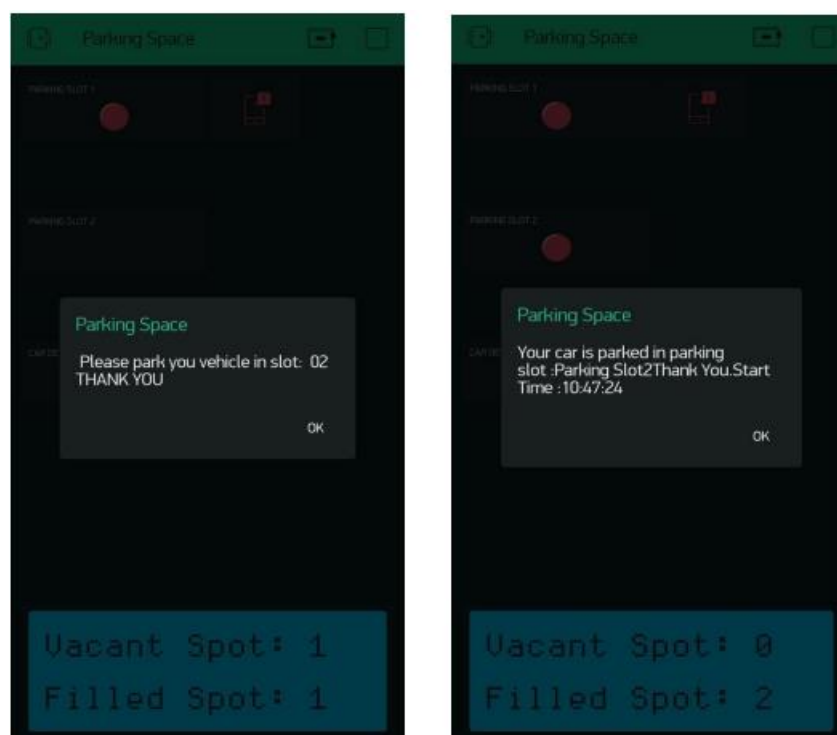 Parking Space
PARKING SLOT 1
PARKING SLOT 2
Parking Space
Please park you vehicle in slot: 02
THANK YOU
OK
Vacant Spot: 1
Filled Spot: 1
Parking Space
PARKING SLOT 1
PARKING SLOT 2
Parking Space
Your car is parked in parking
slot :Parking Slot2Thank You.Start
Time :10:47:24
OK
Vacant Spot: 0
Filled Spot: 2